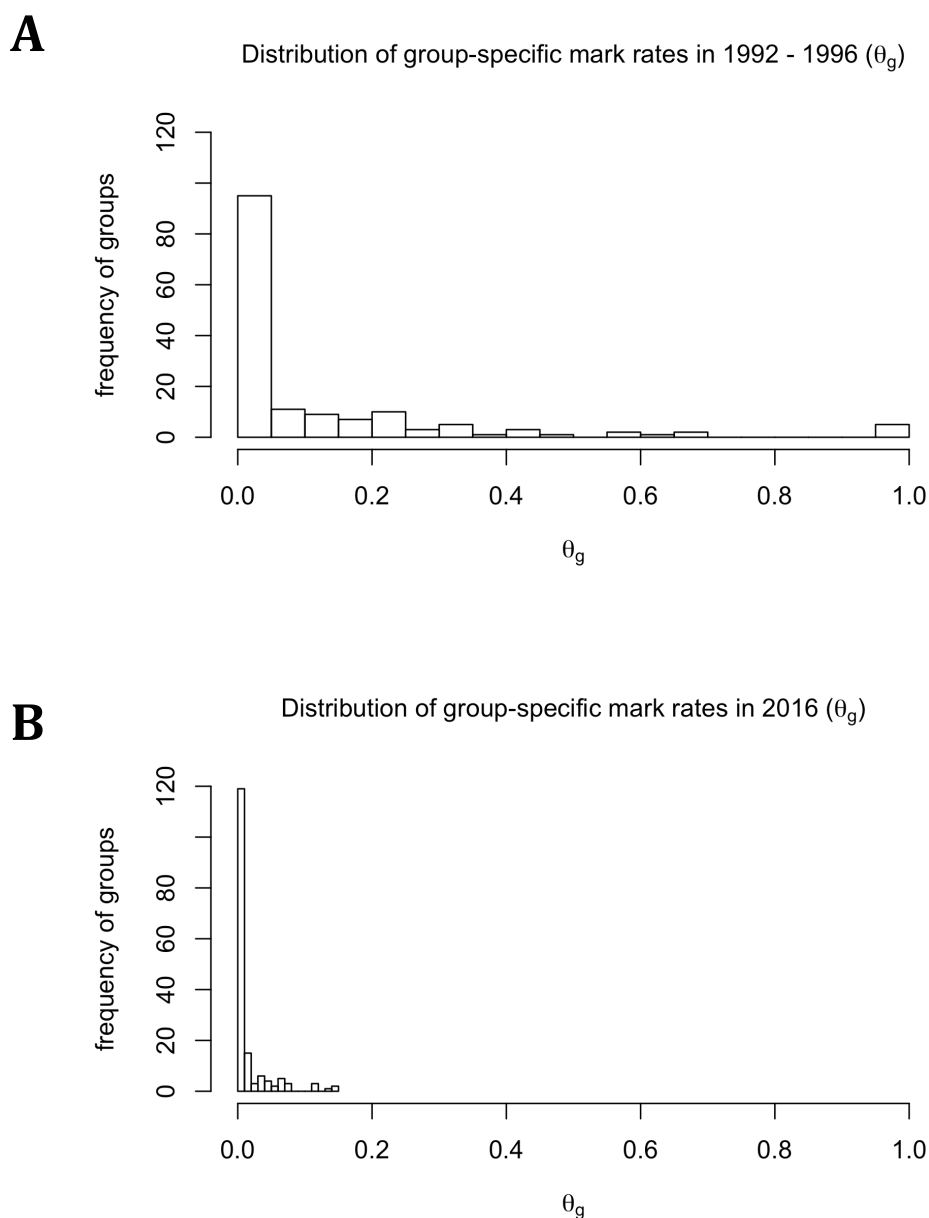 A
Distribution of group-specific mark rates in 1992 - 1996 (θg)
frequency of groups
120
80
60
40
20
0
0.0 0.2 0.4 0.6 0.8 1.0
θg
B
Distribution of group-specific mark rates in 2016 (θg)
frequency of groups
120
80
60
40
20
0
0.0 0.2 0.4 0.6 0.8 1.0
θg